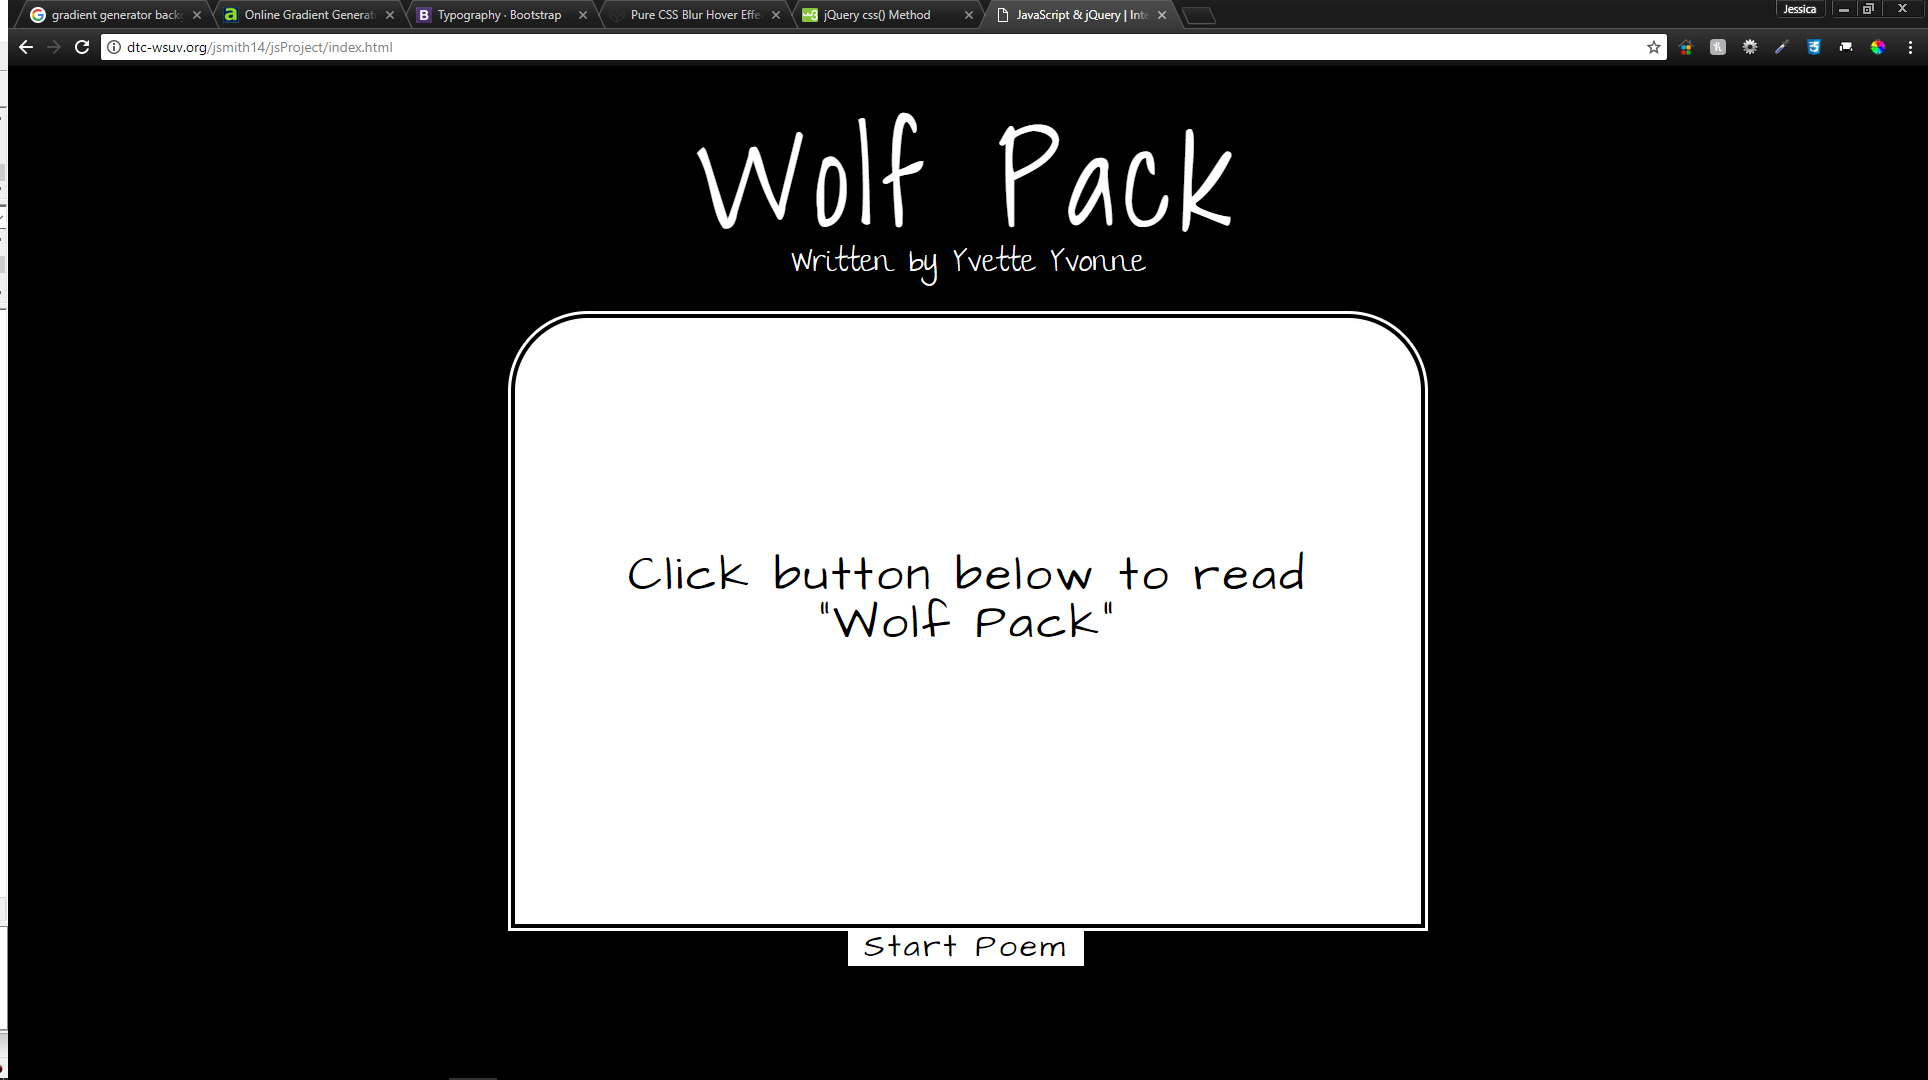 gradient generator back
Online Gradient Generat
Typography · Bootstrap
Pure CSS Blur Hover Effe
jQuery css() Method
JavaScript & jQuery | Int
Jessica
dtc-wsuv.org/jsmith14/jsProject/index.html
Wolf Pack
Written by Yvette Yvonne
Click button below to read
"Wolf Pack"
Start Poem